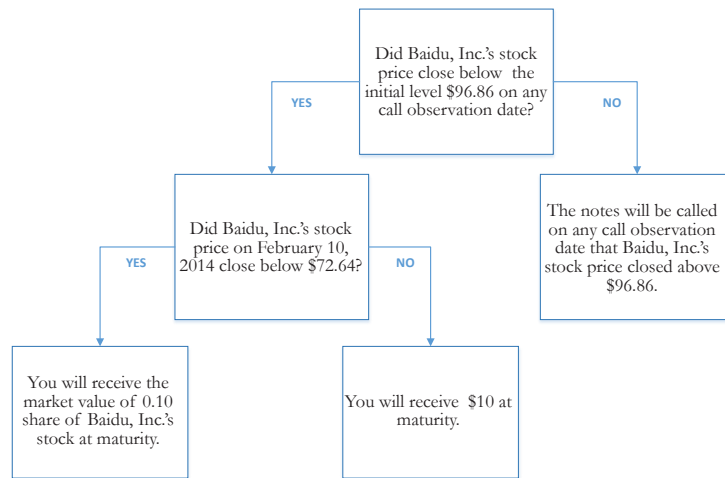 Did Baidu, Inc.'s stock
price close below the
initial level $96.86 on any
call observation date?
YES
NO
Did Baidu, Inc.'s stock
price on February 10,
2014 close below $72.64?
The notes will be called
on any call observation
date that Baidu, Inc.'s
stock price closed above
$96.86.
YES
NO
You will receive the
market value of 0.10
share of Baidu, Inc.'s
stock at maturity.
You will receive $10 at
maturity.